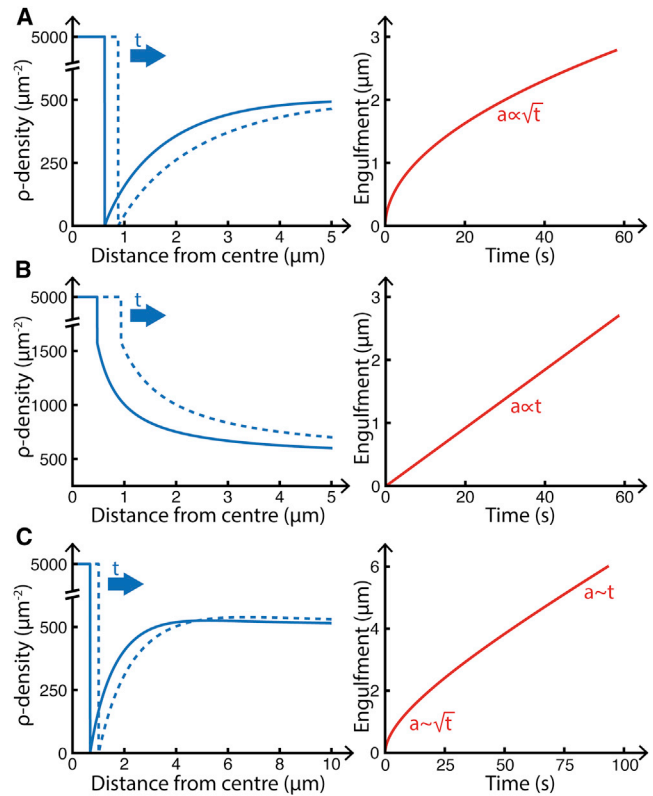 A
5000
500
250
0
ρ-density (µm⁻²)
t
0 1 2 3 4 5
Distance from centre (µm)
3
2
1
0
Engulfment (µm)
a∝√t
0 20 40 60
Time (s)
B
5000
1500
1000
500
ρ-density (µm⁻²)
t
0 1 2 3 4 5
Distance from centre (µm)
3
2
1
0
Engulfment (µm)
a∝t
0 20 40 60
Time (s)
C
5000
500
250
0
ρ-density (µm⁻²)
t
0 2 4 6 8 10
Distance from centre (µm)
6
4
2
0
Engulfment (µm)
a~t
a~√t
0 25 50 75 100
Time (s)